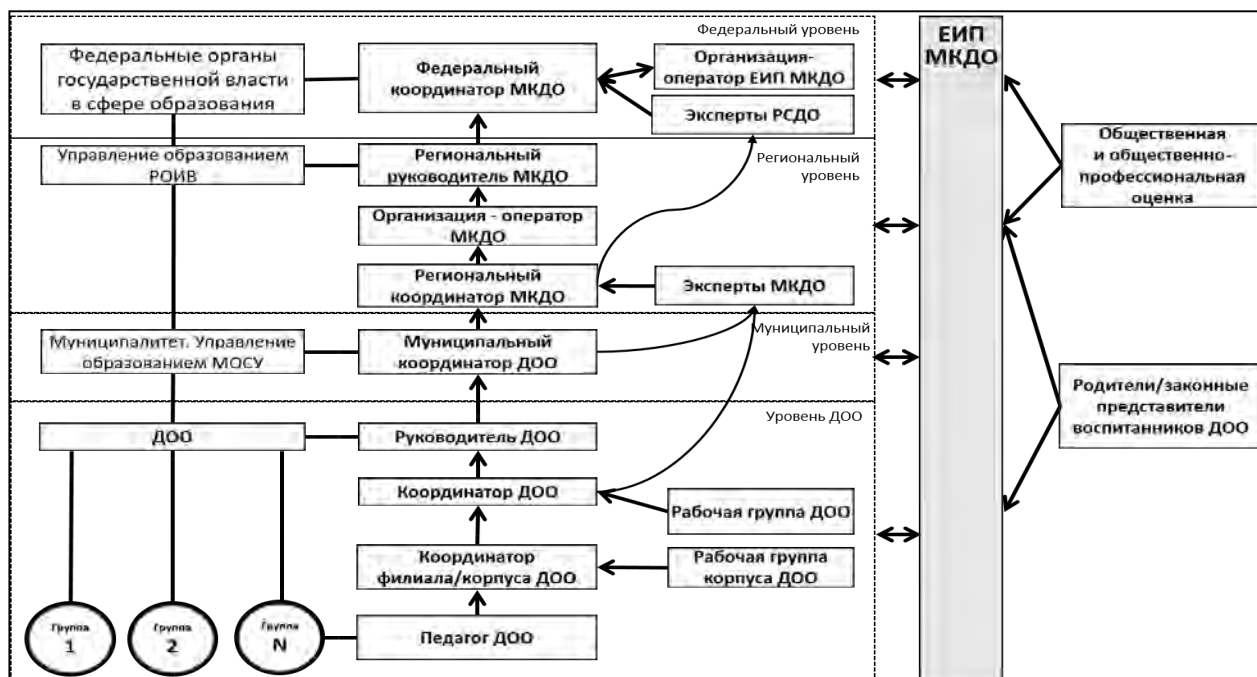 Федеральный уровень
Федеральные органы
государственной власти
в сфере образования
Федеральный
координатор МКДО
Организация-
оператор ЕИП МКДО
Эксперты РСДО
Региональный
уровень
Управление образованием
РОИВ
Региональный
руководитель МКДО
Организация - оператор
МКДО
Региональный
координатор МКДО
Эксперты МКДО
Муниципальный
уровень
Муниципалитет. Управление
образованием МОСУ
Муниципальный
координатор ДОО
Уровень ДОО
ДОО
Руководитель ДОО
Координатор ДОО
Рабочая группа ДОО
Координатор
филиала/корпуса ДОО
Рабочая группа
корпуса ДОО
Группа
1
Группа
2
Группа
N
Педагог ДОО
ЕИП
МКДО
Общественная
и общественно-
профессиональная
оценка
Родители/законные
представители
воспитанников ДОО